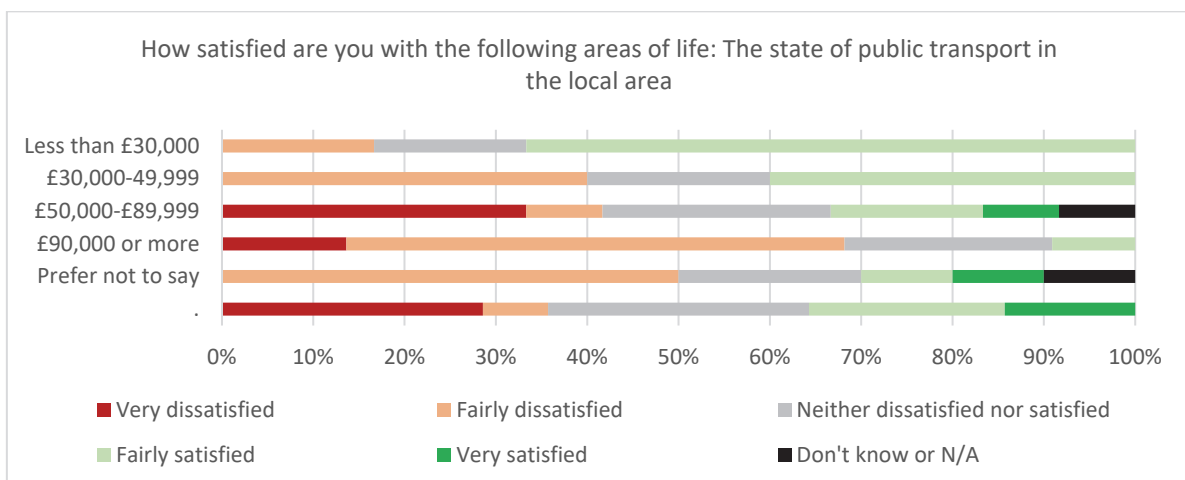 How satisfied are you with the following areas of life: The state of public transport in
the local area
Less than £30,000
£30,000-49,999
£50,000-£89,999
£90,000 or more
Prefer not to say
.
0% 10% 20% 30% 40% 50% 60% 70% 80% 90% 100%
Very dissatisfied Fairly dissatisfied Neither dissatisfied nor satisfied
Fairly satisfied Very satisfied Don't know or N/A